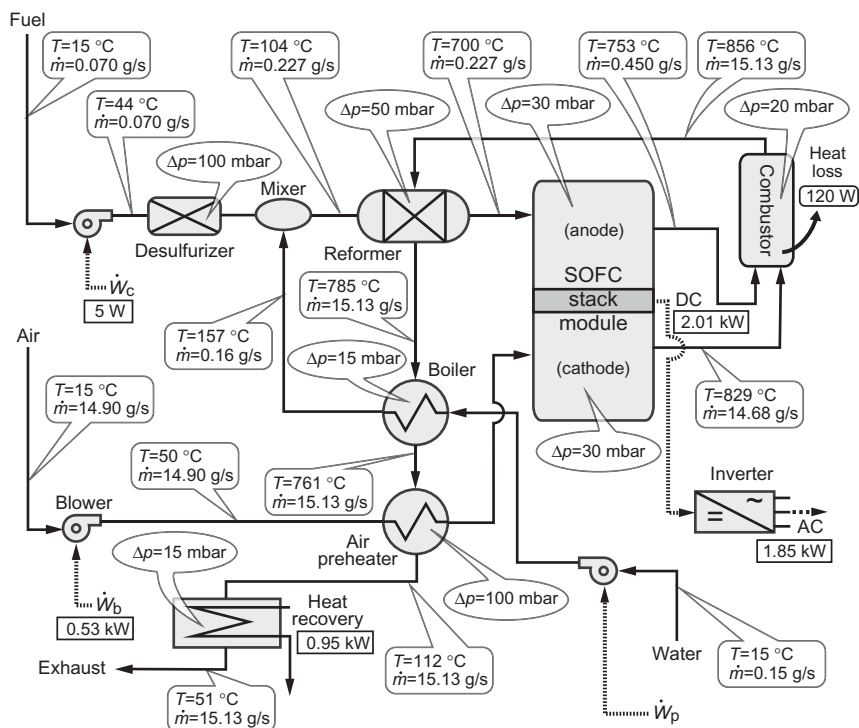 Fuel
T=15 °C
ṁ=0.070 g/s
T=44 °C
ṁ=0.070 g/s
T=104 °C
ṁ=0.227 g/s
T=700 °C
ṁ=0.227 g/s
T=753 °C
ṁ=0.450 g/s
T=856 °C
ṁ=15.13 g/s
Δp=100 mbar
Δp=50 mbar
Δp=30 mbar
Δp=20 mbar
Heat
loss
120 W
Combustor
Mixer
Desulfurizer
Reformer
(anode)
SOFC
stack
module
(cathode)
DC
2.01 kW
Ẇc
5 W
Air
T=157 °C
ṁ=0.16 g/s
T=785 °C
ṁ=15.13 g/s
Δp=15 mbar
Boiler
T=829 °C
ṁ=14.68 g/s
Δp=30 mbar
T=15 °C
ṁ=14.90 g/s
T=50 °C
ṁ=14.90 g/s
T=761 °C
ṁ=15.13 g/s
Inverter
= ~
AC
1.85 kW
Blower
Air
preheater
Δp=15 mbar
Δp=100 mbar
Ẇb
0.53 kW
Heat
recovery
0.95 kW
Exhaust
T=51 °C
ṁ=15.13 g/s
T=112 °C
ṁ=15.13 g/s
Water
T=15 °C
ṁ=0.15 g/s
Ẇp